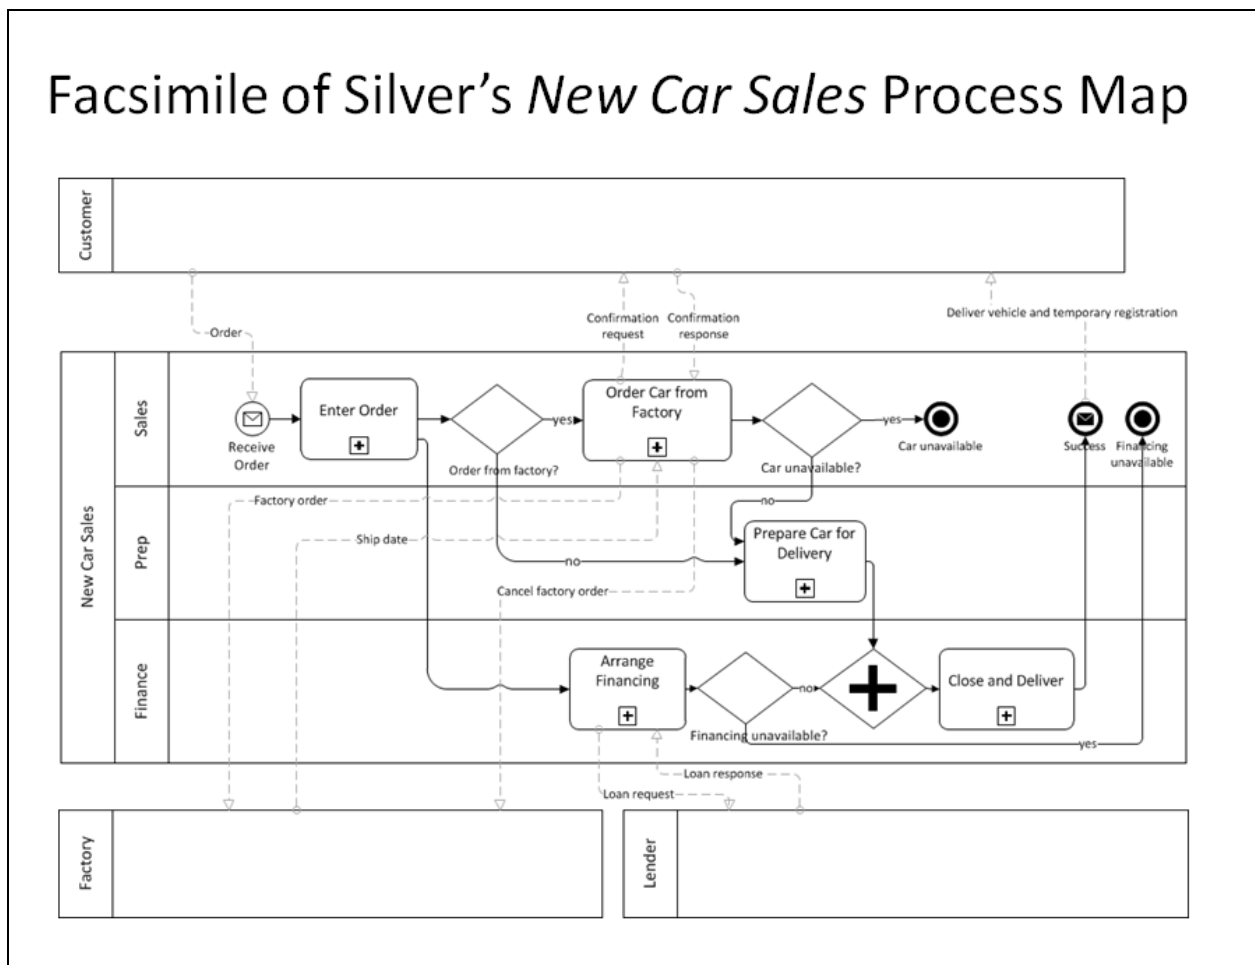 Facsimile of Silver's New Car Sales Process Map
Customer
Order
Confirmation
request
Confirmation
response
Deliver vehicle and temporary registration
New Car Sales
Sales
Receive
Order
Enter Order
Order from factory?
yes
Order Car from
Factory
Car unavailable?
yes
Car unavailable
Success
Financing
unavailable
Factory order
no
Prep
Ship date
Prepare Car for
Delivery
no
Cancel factory order
Finance
Arrange
Financing
Financing unavailable?
no
Close and Deliver
yes
Loan response
Loan request
Factory
Lender